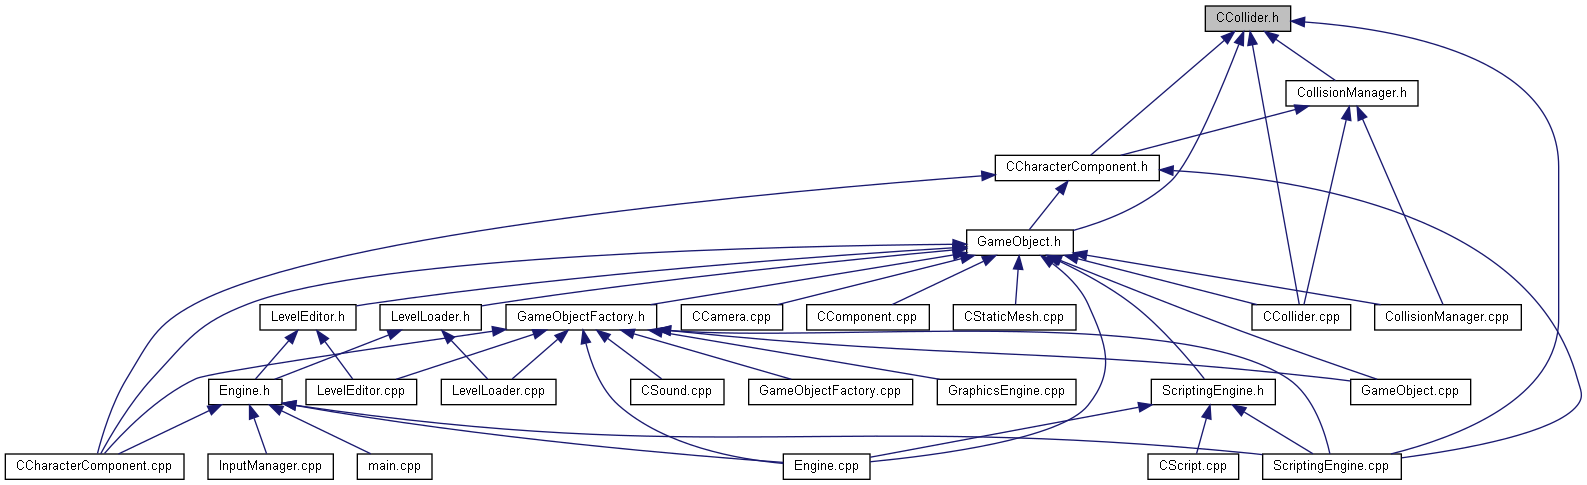 CCollider.h
CollisionManager.h
CCharacterComponent.h
GameObject.h
LevelEditor.h
LevelLoader.h
GameObjectFactory.h
CCamera.cpp
CComponent.cpp
CStaticMesh.cpp
CCollider.cpp
CollisionManager.cpp
Engine.h
LevelEditor.cpp
LevelLoader.cpp
CSound.cpp
GameObjectFactory.cpp
GraphicsEngine.cpp
ScriptingEngine.h
GameObject.cpp
CCharacterComponent.cpp
InputManager.cpp
main.cpp
Engine.cpp
CScript.cpp
ScriptingEngine.cpp